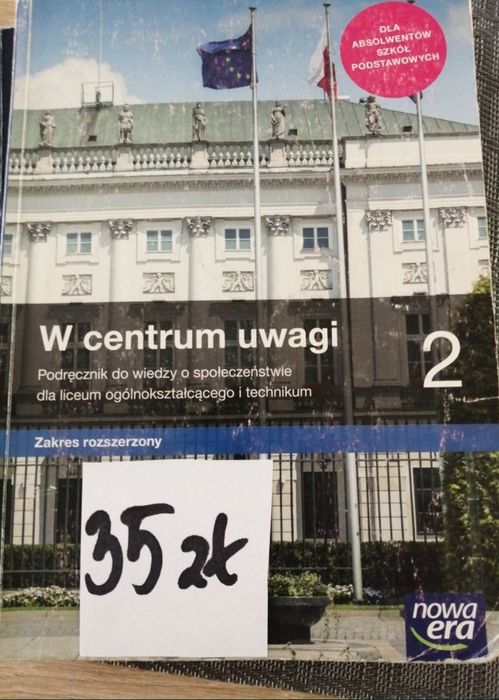 DLA
ABSOLWENTÓW
SZKÓŁ
PODSTAWOWYCH
W centrum uwagi
2
Podręcznik do wiedzy o społeczeństwie
dla liceum ogólnokształcącego i technikum
Zakres rozszerzony
35 zł
nowa
era